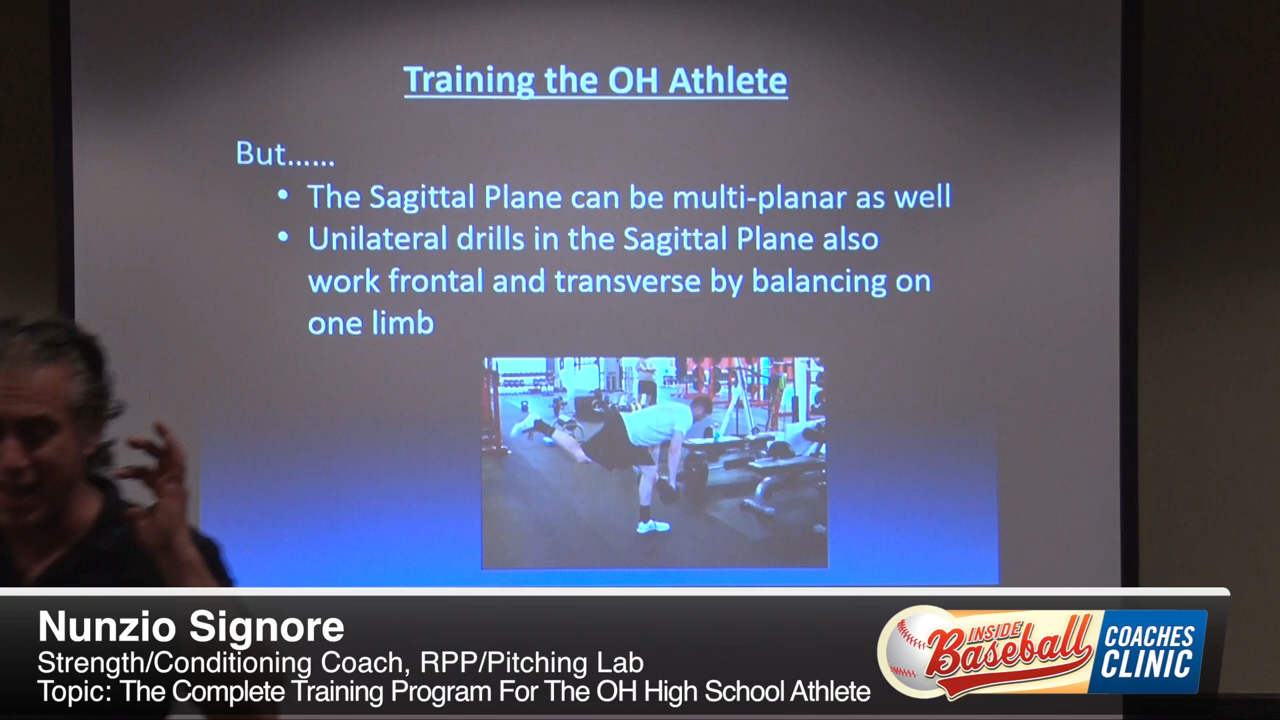 Training the OH Athlete
But......
• The Sagittal Plane can be multi-planar as well
• Unilateral drills in the Sagittal Plane also
work frontal and transverse by balancing on
one limb
Nunzio Signore
Strength/Conditioning Coach, RPP/Pitching Lab
Topic: The Complete Training Program For The OH High School Athlete
INSIDE
Baseball
COACHES
CLINIC